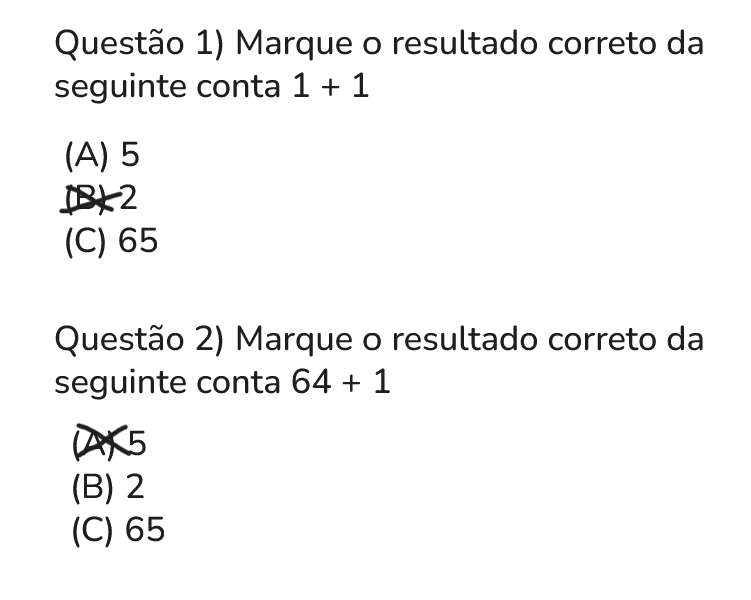 Questão 1) Marque o resultado correto da
seguinte conta 1 + 1
(A) 5
(B) 2
(C) 65
Questão 2) Marque o resultado correto da
seguinte conta 64 + 1
(A) 5
(B) 2
(C) 65